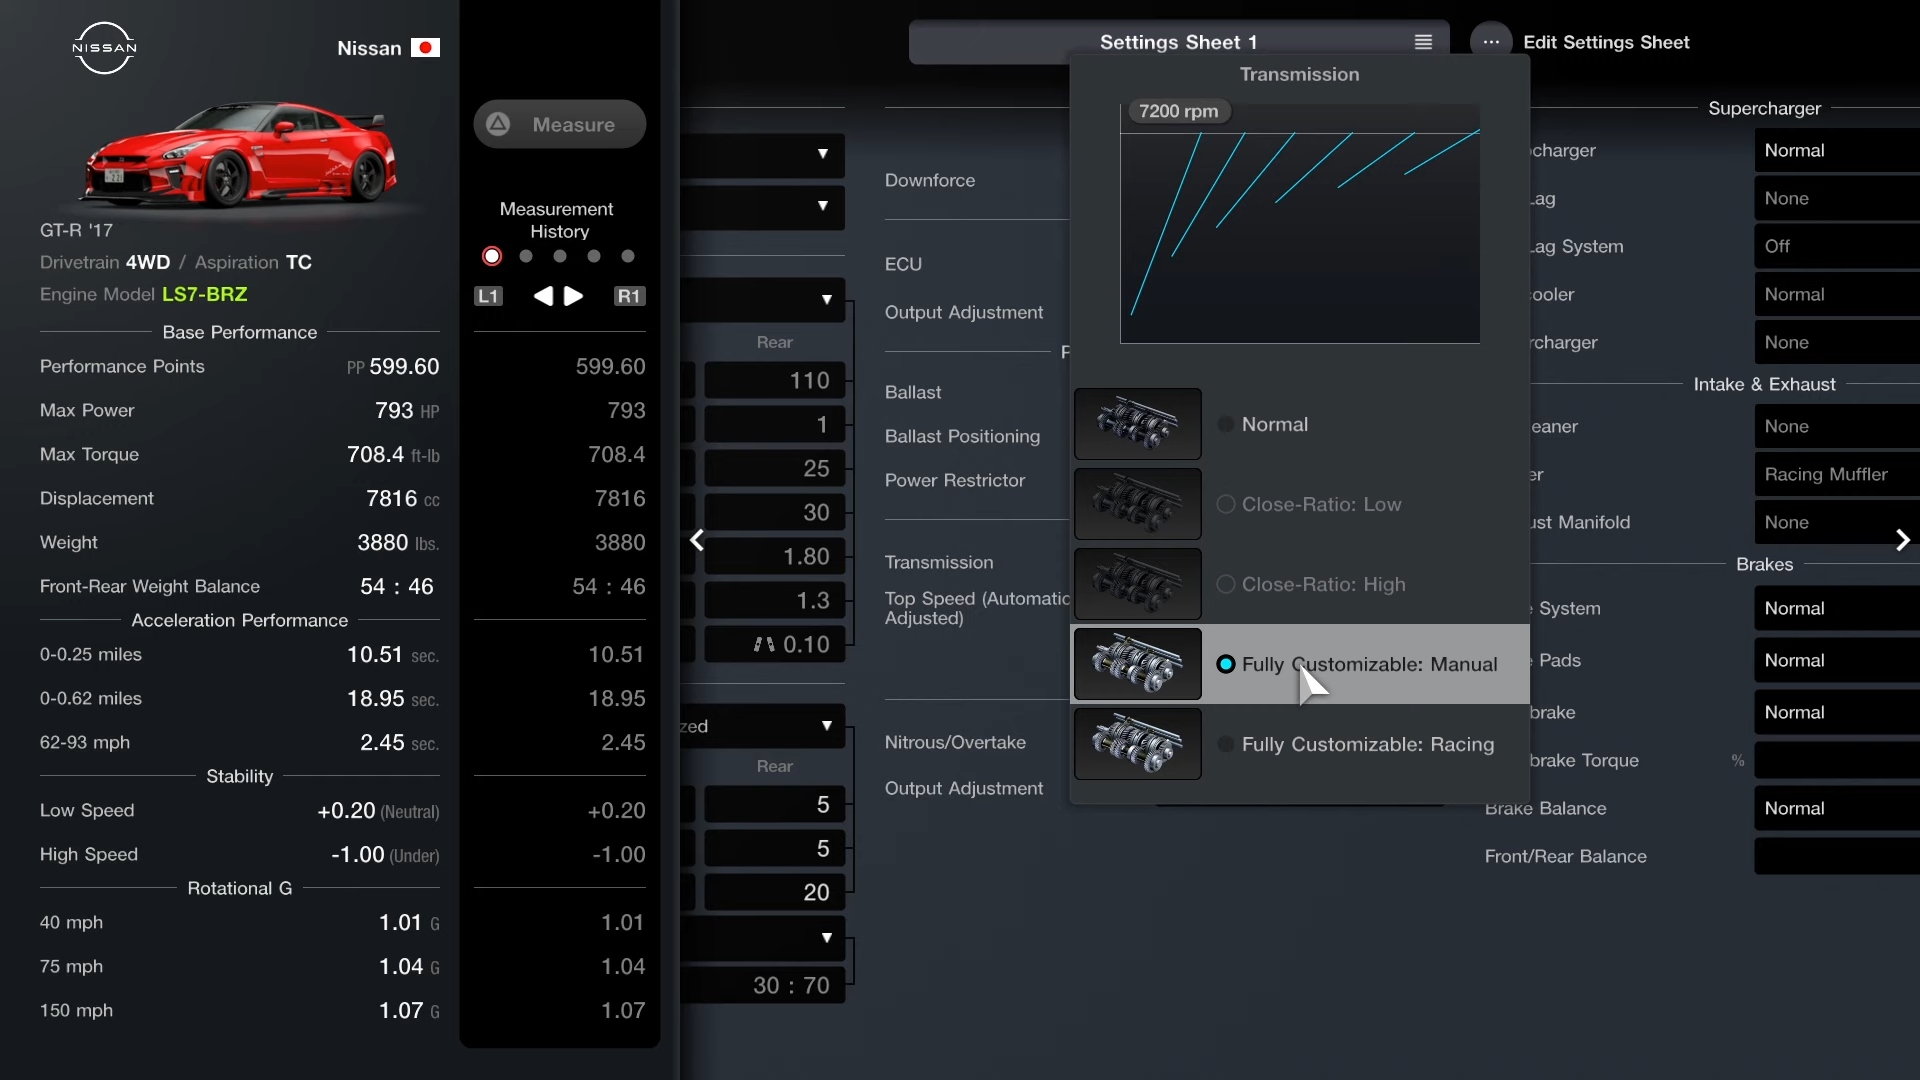 NISSAN
Nissan
GT-R '17
Drivetrain 4WD / Aspiration TC
Engine Model LS7-BRZ
Base Performance
Performance Points PP 599.60
Max Power 793 HP
Max Torque 708.4 ft-lb
Displacement 7816 cc
Weight 3880 lbs.
Front-Rear Weight Balance 54 : 46
Acceleration Performance
0-0.25 miles 10.51 sec.
0-0.62 miles 18.95 sec.
62-93 mph 2.45 sec.
Stability
Low Speed +0.20 (Neutral)
High Speed -1.00 (Under)
Rotational G
40 mph 1.01 G
75 mph 1.04 G
150 mph 1.07 G
Measure
Measurement
History
L1 R1
599.60
793
708.4
7816
3880
54 : 46
10.51
18.95
2.45
+0.20
-1.00
1.01
1.04
1.07
Rear
110
1
25
30
1.80
1.3
0.10
zed
Rear
5
5
20
30 : 70
Settings Sheet 1
... Edit Settings Sheet
Downforce
ECU
Output Adjustment
P
Ballast
Ballast Positioning
Power Restrictor
Transmission
Top Speed (Automatic
Adjusted)
Nitrous/Overtake
Output Adjustment
Transmission
7200 rpm
Normal
Close-Ratio: Low
Close-Ratio: High
Fully Customizable: Manual
Fully Customizable: Racing
Supercharger
charger Normal
Lag None
Lag System Off
cooler Normal
rcharger None
Intake & Exhaust
eaner None
er Racing Muffler
ust Manifold None
Brakes
e System Normal
e Pads Normal
brake Normal
brake Torque %
Brake Balance Normal
Front/Rear Balance